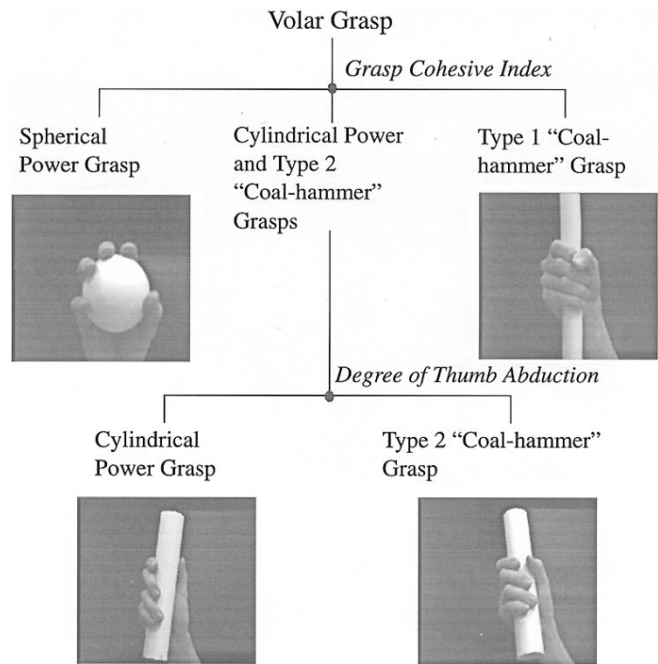 Volar Grasp
Grasp Cohesive Index
Spherical
Power Grasp
Cylindrical Power
and Type 2
“Coal-hammer”
Grasps
Type 1 “Coal-
hammer” Grasp
Degree of Thumb Abduction
Cylindrical
Power Grasp
Type 2 “Coal-hammer”
Grasp